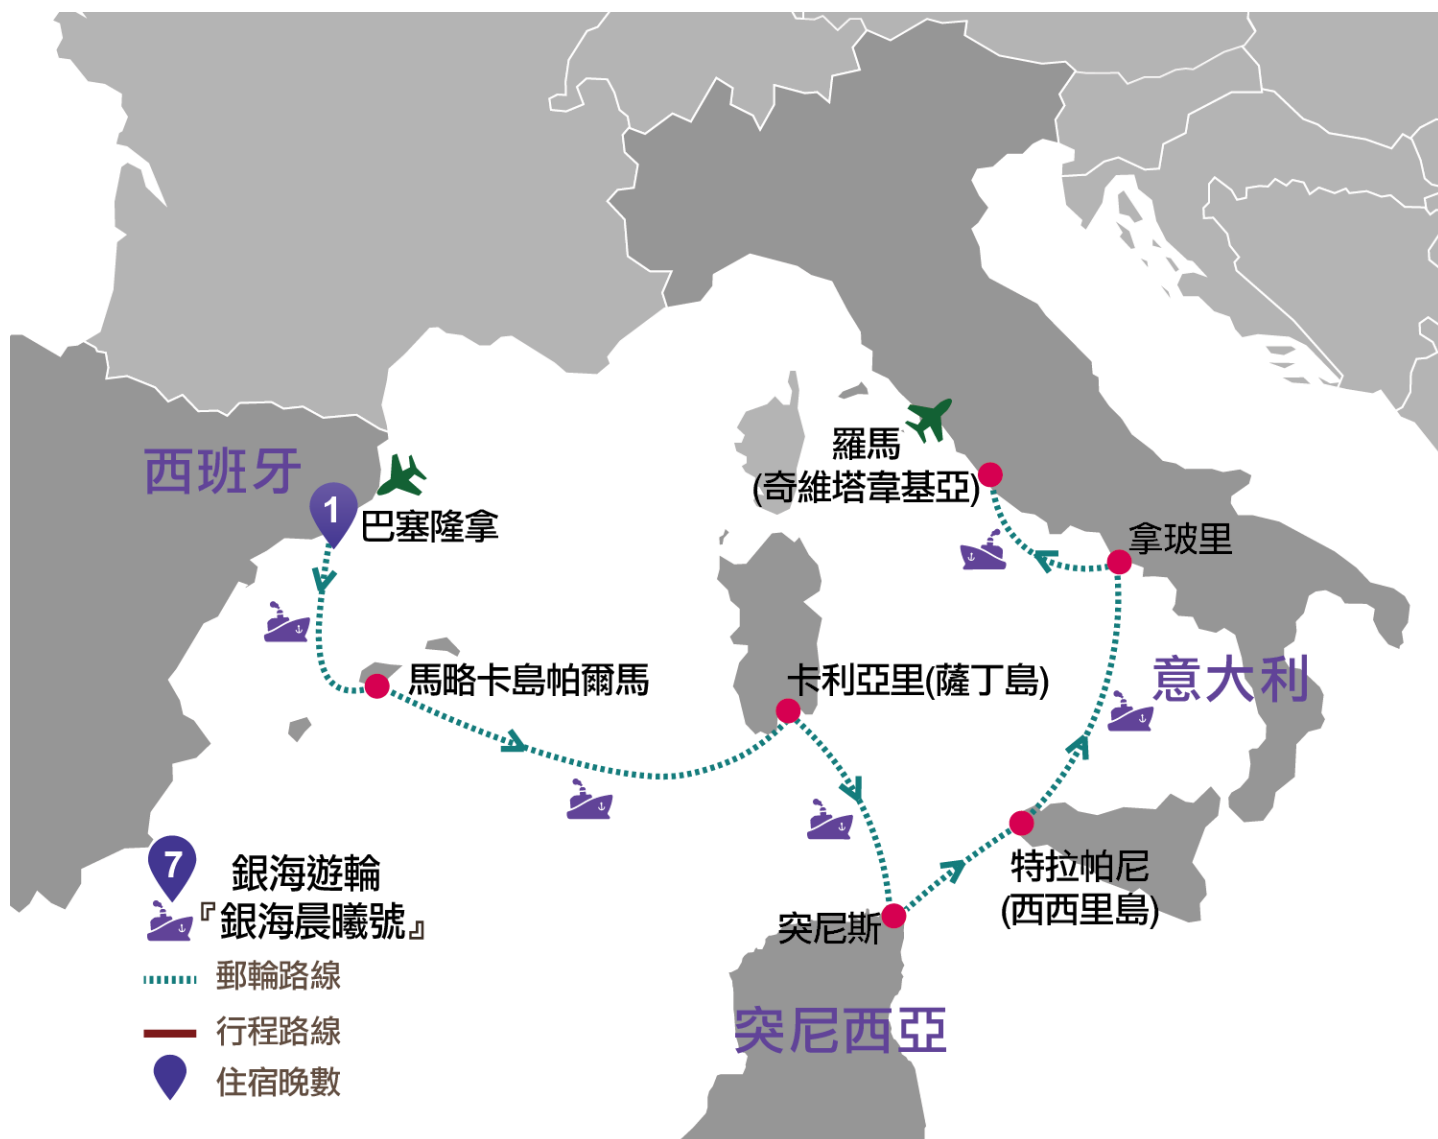 西班牙
1
巴塞隆拿
羅馬
(奇維塔韋基亞)
拿玻里
馬略卡島帕爾馬
卡利亞里(薩丁島)
意大利
特拉帕尼
(西西里島)
突尼斯
突尼西亞
7
銀海遊輪
『銀海晨曦號』
郵輪路線
行程路線
住宿晚數